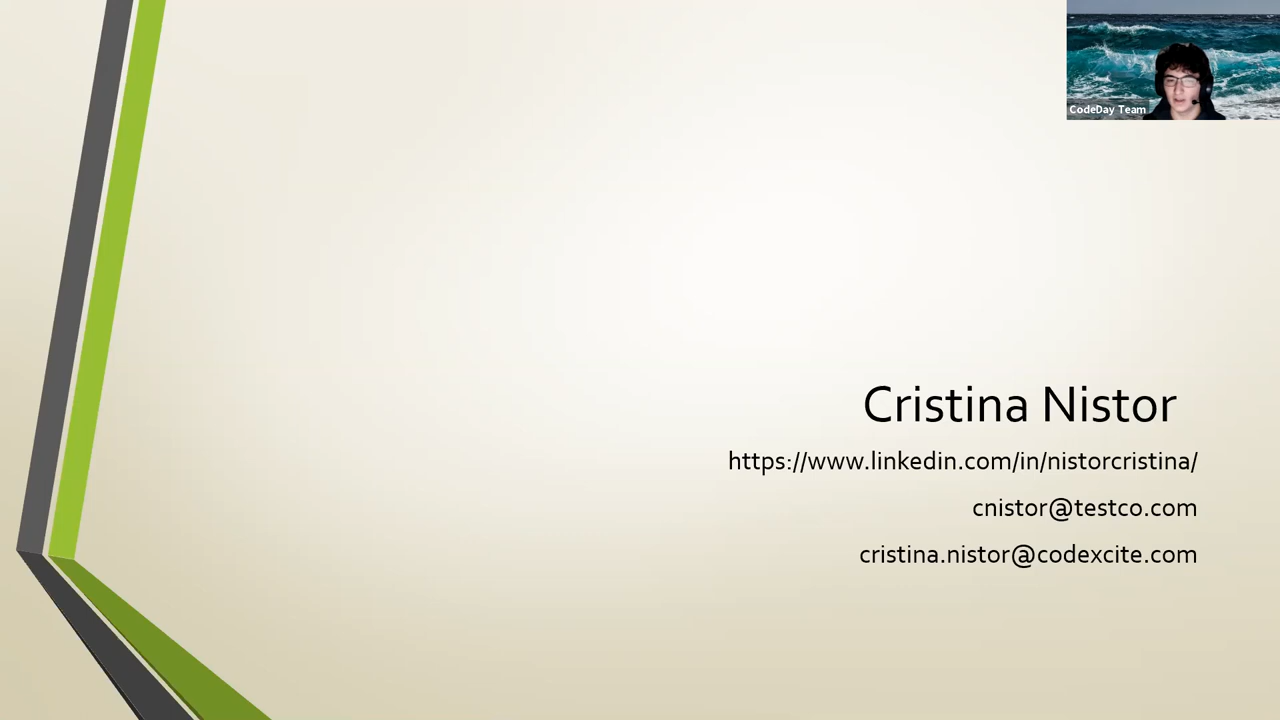 CodeDay Team
Cristina Nistor
https://www.linkedin.com/in/nistorcristina/
cnistor@testco.com
cristina.nistor@codexcite.com